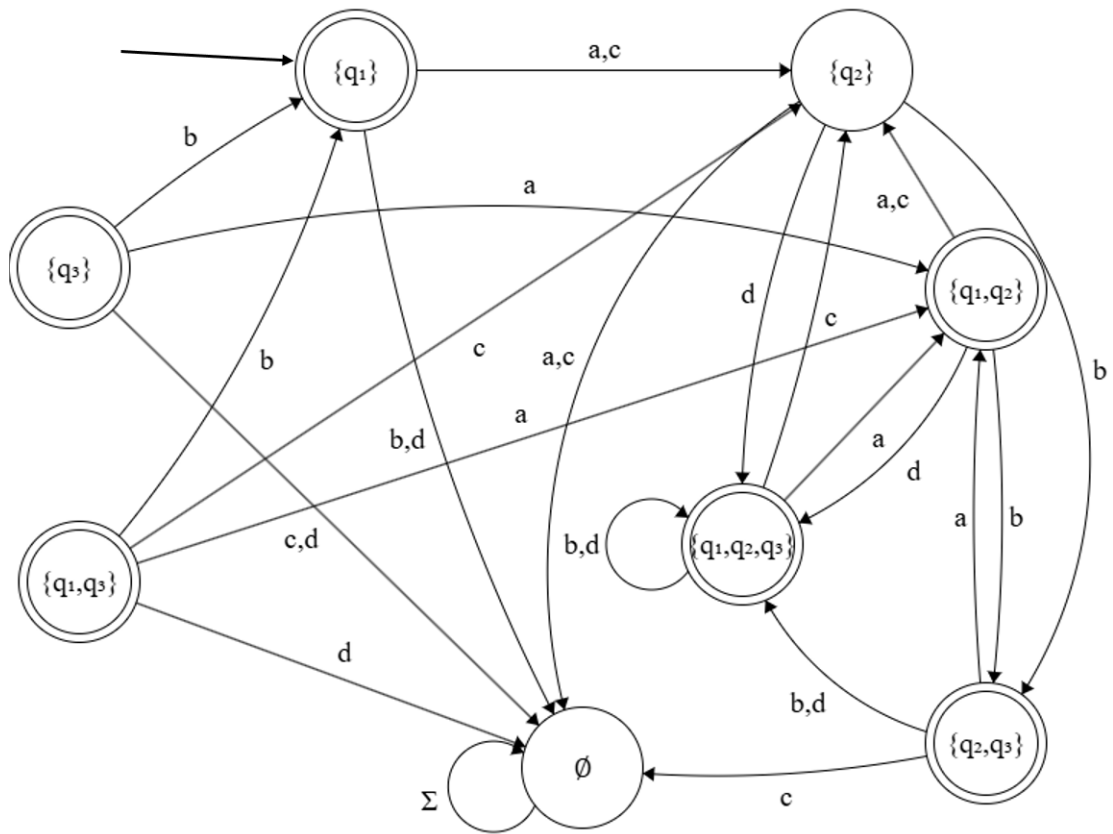 a,c
{q₁}
{q₂}
b
a
a,c
{q₃}
{q₁,q₂}
d
c
b
c
a,c
b
a
b,d
a
d
c,d
a
b
b,d
{q₁,q₂,q₃}
{q₁,q₃}
d
b,d
{q₂,q₃}
∅
Σ
c